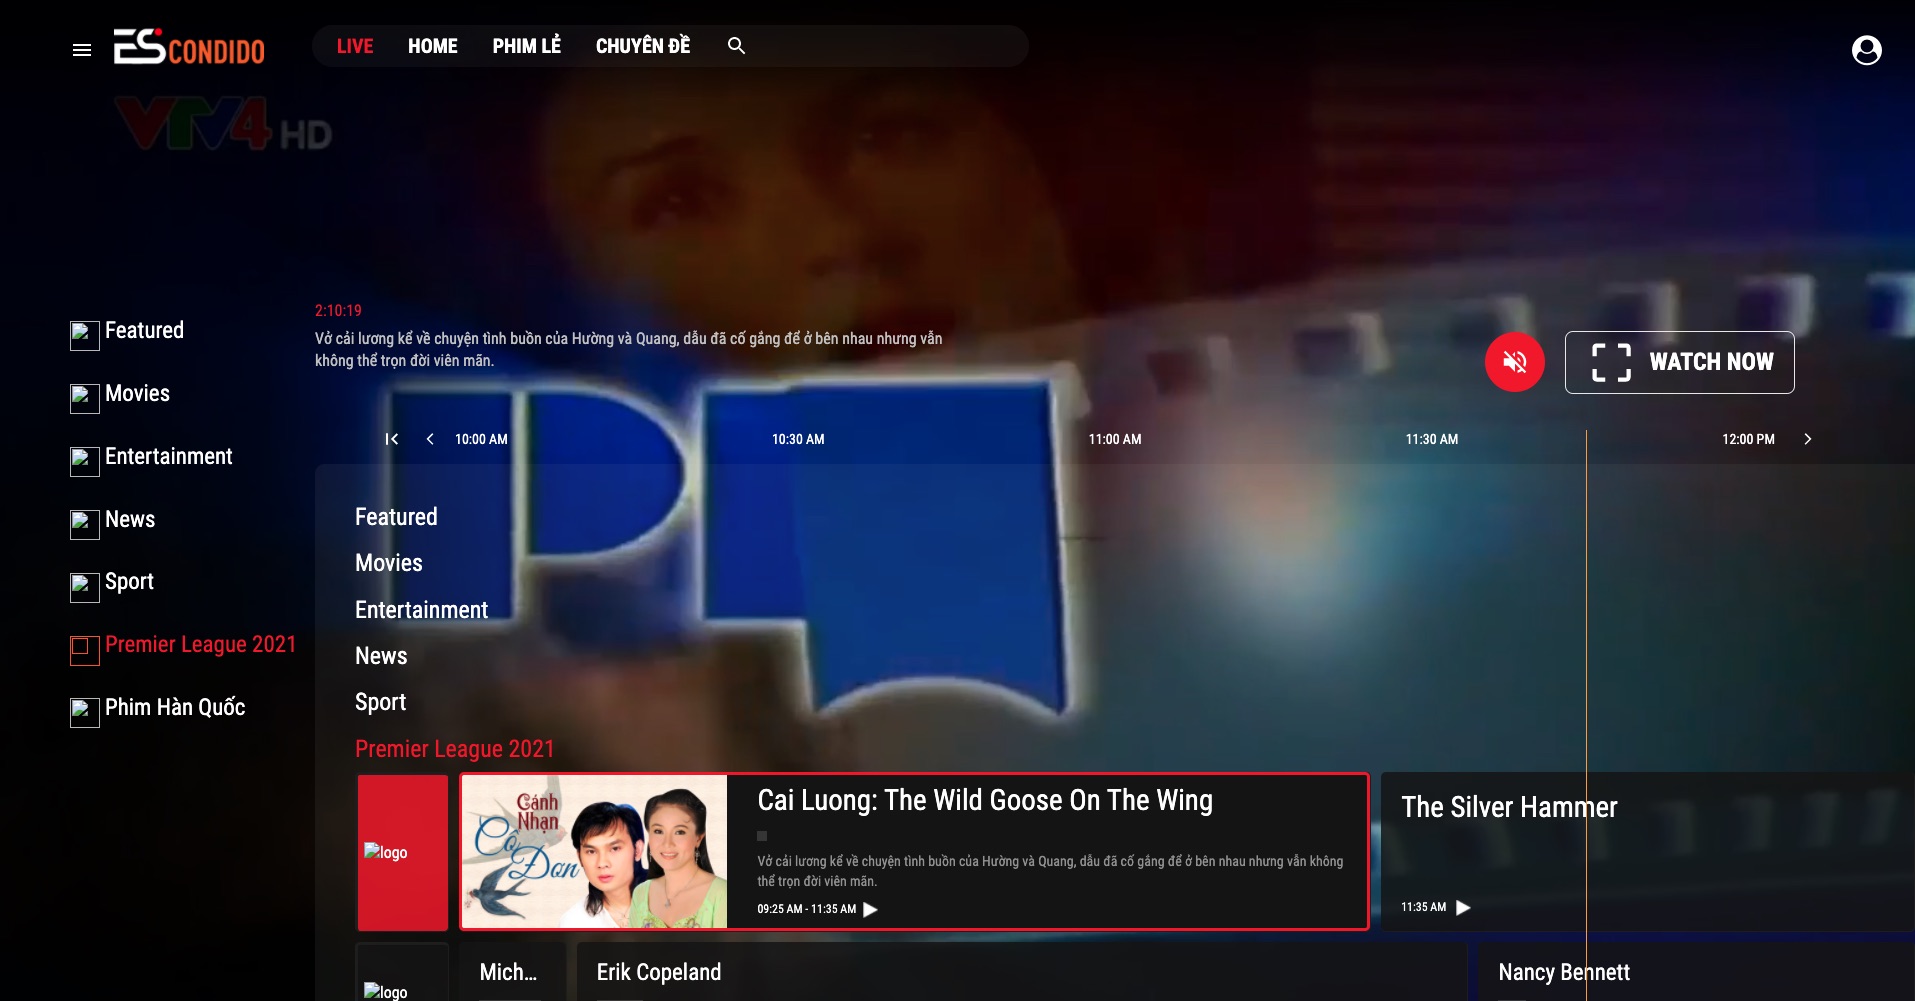 ESCONDIDO
LIVE HOME PHIM LẺ CHUYÊN ĐỀ
VTV4 HD
2:10:19
Vở cải lương kể về chuyện tình buồn của Hường và Quang, dẫu đã cố gắng để ở bên nhau nhưng vẫn
không thể trọn đời viên mãn.
WATCH NOW
Featured
Movies
Entertainment
News
Sport
Premier League 2021
Phim Hàn Quốc
10:00 AM 10:30 AM 11:00 AM 11:30 AM 12:00 PM
Featured
Movies
Entertainment
News
Sport
Premier League 2021
logo
Cánh
Nhạn
Cô
Đơn
Cai Luong: The Wild Goose On The Wing
Vở cải lương kể về chuyện tình buồn của Hường và Quang, dẫu đã cố gắng để ở bên nhau nhưng vẫn không
thể trọn đời viên mãn.
09:25 AM - 11:35 AM
The Silver Hammer
11:35 AM
logo
Mich...
Erik Copeland
Nancy Bennett